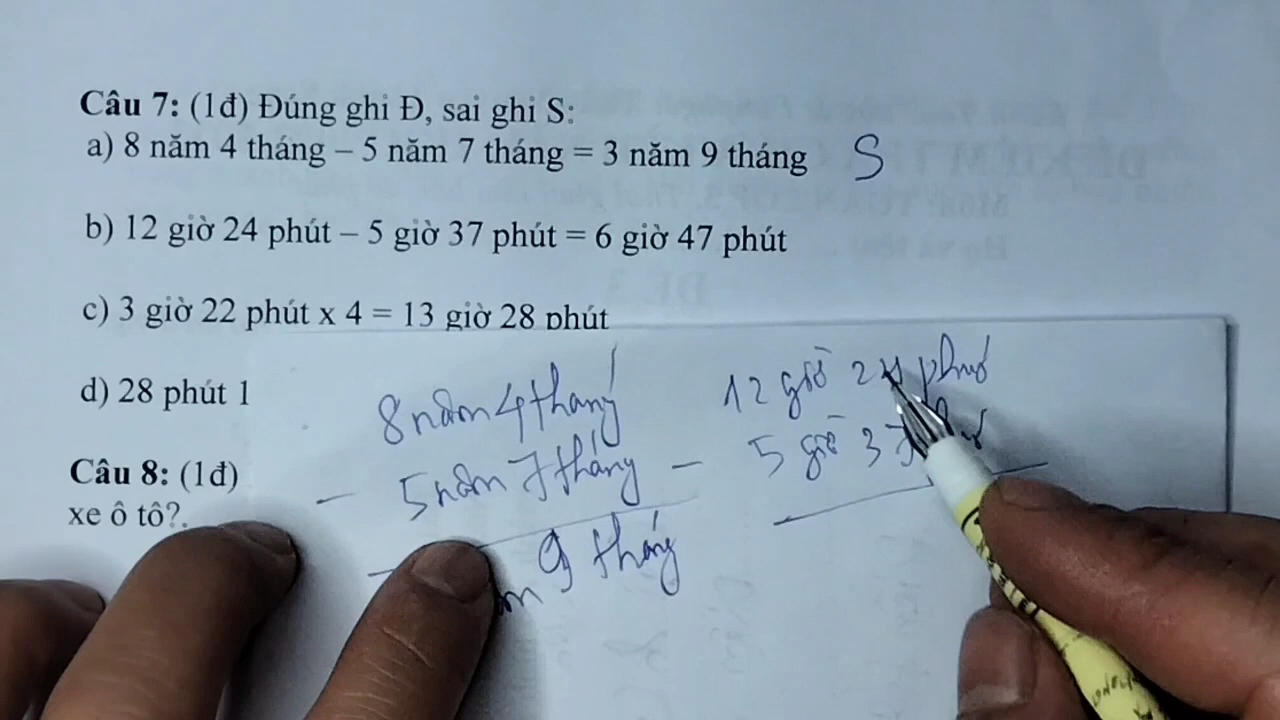 Câu 7: (1đ) Đúng ghi Đ, sai ghi S:
a) 8 năm 4 tháng – 5 năm 7 tháng = 3 năm 9 tháng S
b) 12 giờ 24 phút – 5 giờ 37 phút = 6 giờ 47 phút
c) 3 giờ 22 phút x 4 = 13 giờ 28 phút
d) 28 phút 1
Câu 8: (1đ)
xe ô tô?.
8 năm 4 tháng
- 5 năm 7 tháng
9 tháng
12 giờ 24 phút
- 5 giờ 37